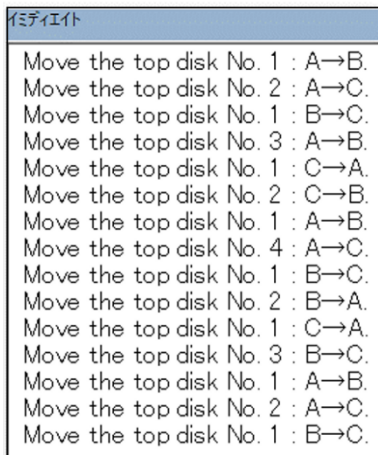 イミディエイト
Move the top disk No. 1 : A→B.
Move the top disk No. 2 : A→C.
Move the top disk No. 1 : B→C.
Move the top disk No. 3 : A→B.
Move the top disk No. 1 : C→A.
Move the top disk No. 2 : C→B.
Move the top disk No. 1 : A→B.
Move the top disk No. 4 : A→C.
Move the top disk No. 1 : B→C.
Move the top disk No. 2 : B→A.
Move the top disk No. 1 : C→A.
Move the top disk No. 3 : B→C.
Move the top disk No. 1 : A→B.
Move the top disk No. 2 : A→C.
Move the top disk No. 1 : B→C.